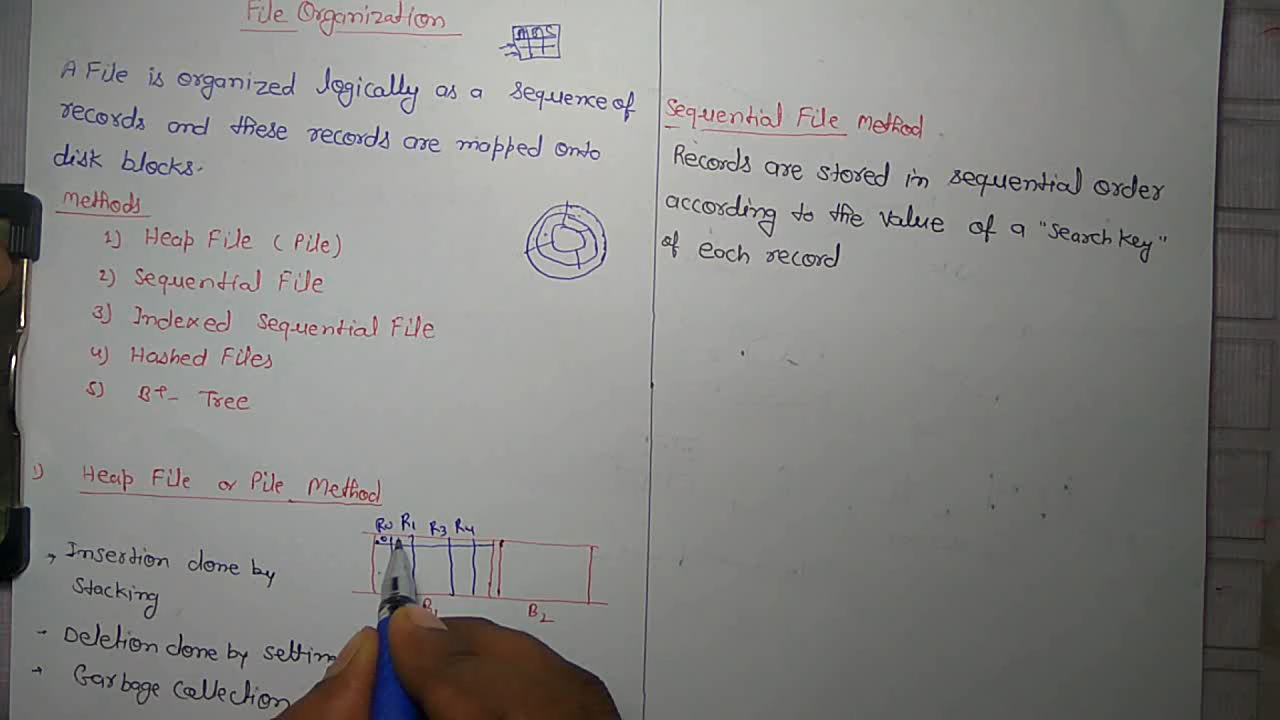 File Organization
A File is organized logically as a sequence of
records and these records are mapped onto
disk blocks.
Methods
1) Heap File (Pile)
2) Sequential File
3) Indexed Sequential File
4) Hashed Files
5) B+- Tree
1) Heap File or Pile Method
R0 R1 R3 R4
→ Insertion done by
stacking
B2
- Deletion done by
→ Garbage Collection
Sequential File Method
Records are stored in sequential order
according to the value of a "Search Key"
of each record